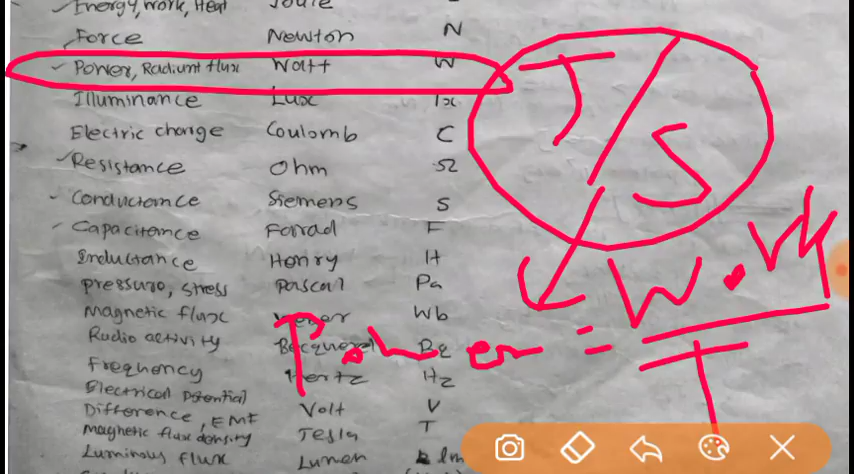 Energy, work, Heat Joule
Force Newton N
Power, Radiant flux Watt W
Illuminance Lux lx
Electric charge Coulomb C
Resistance Ohm Ω
Conductance Siemens S
Capacitance Farad F
Inductance Henry H
pressure, stress pascal Pa
Magnetic flux Wb
Radio activity Becquerel Bq
Frequency Hertz Hz
Electrical potential
Difference, EMF Volt V
Magnetic flux density Tesla T
Luminous flux Lumen lm
J/S
Power = W.
T